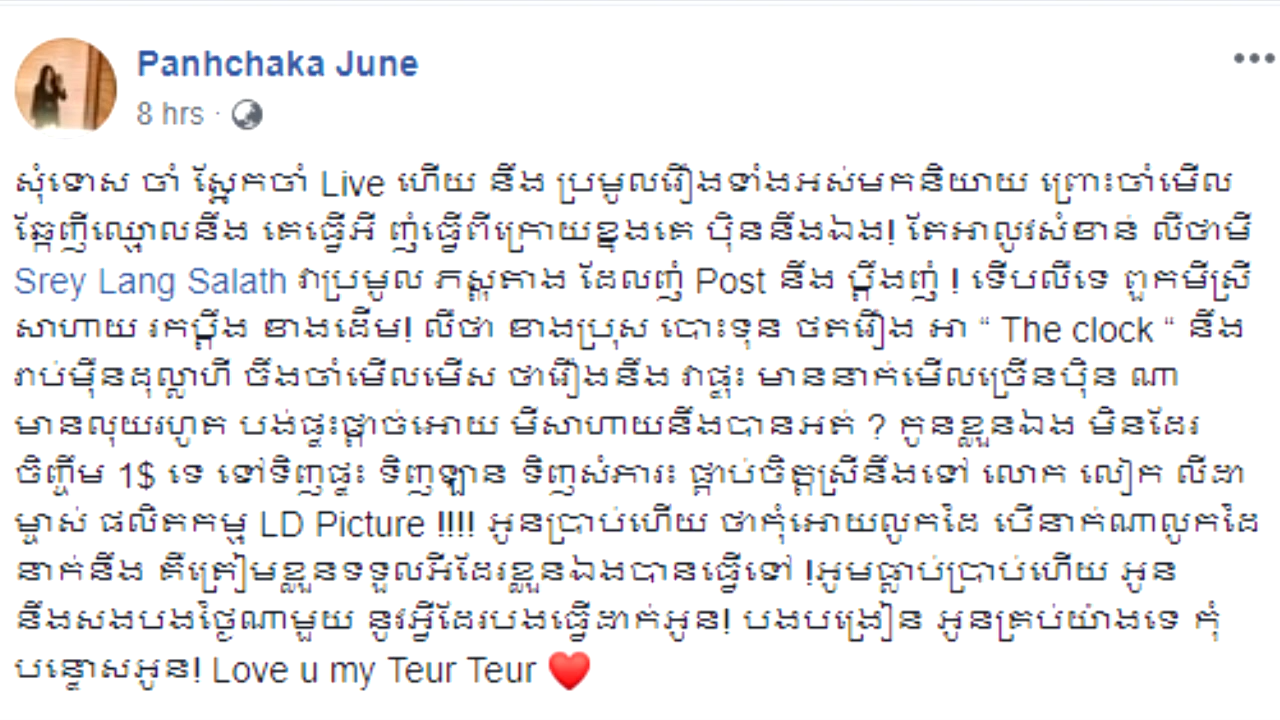 Panhchaka June
8 hrs ·
សុំទោស ចាំ ស្អែកចាំ Live ហើយ នឹង ប្រមូលរឿងទាំងអស់មកនិយាយ ព្រោះចាំមើល
ឆ្កែញីឈ្មោលនឹង គេធ្វើអី ញុំធ្វើពីក្រោយខ្នងគេ ប៉ិននឹងឯង! តែអាលូវសំខាន់ លីថាមី
Srey Lang Salath វាប្រមូល ភស្តុតាង ដែលញុំ Post នឹង ប្តឹងញុំ ! ទើបលីទេ ពួកមីស្រី
សាហាយ រកប្តឹង ខាងដើម! លីថា ខាងប្រុស បោះទុន ថតរឿង អា “ The clock “ នឹង
រាប់ម៉ឺនដុល្លាហី ចឹងចាំមើលមើស ថារឿងនឹង វាផ្ទុះ មាននាក់មើលច្រើនប៉ិន ណា
មានលុយរហូត បង់ផ្ទះផ្តាច់អោយ មីសាហាយនឹងបានអត់ ? កូនខ្លួនឯង មិនដែរ
ចិញ្ចឹម 1$ ទេ ទៅទិញផ្ទះ ទិញឡាន ទិញសំភារះ ផ្គាប់ចិត្តស្រីនឹងទៅ លោក លៀក លីដា
ម្ចាស់ ផលិតកម្ម LD Picture !!!! អូនប្រាប់ហើយ ថាកុំអោយលូកដៃ បើនាក់ណាលូកដៃ
នាក់នឹង គឺត្រៀមខ្លួនទទួលអីដែរខ្លួនឯងបានធ្វើទៅ !អូមធ្លាប់ប្រាប់ហើយ អូន
នឹងសងបងថ្ងៃណាមួយ នូវអ្វីដែរបងធ្វើដាក់អូន! បងបង្រៀន អូនគ្រប់យ៉ាងទេ កុំ
បន្ទោសអូន! Love u my Teur Teur ❤️